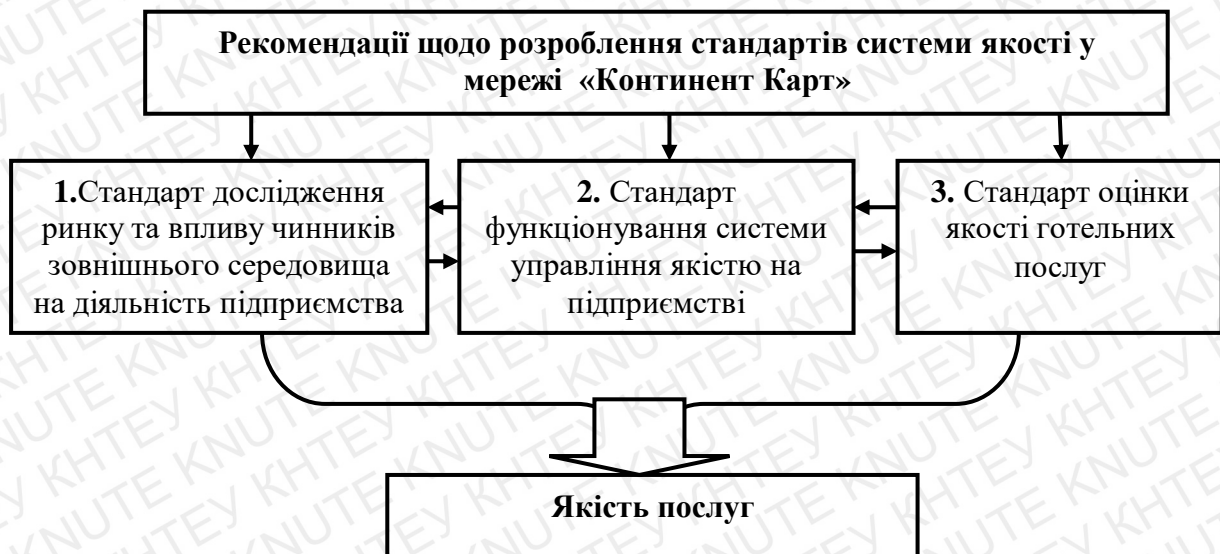 Рекомендації щодо розроблення стандартів системи якості у
мережі «Континент Карт»
1.Стандарт дослідження
ринку та впливу чинників
зовнішнього середовища
на діяльність підприємства
2. Стандарт
функціонування системи
управління якістю на
підприємстві
3. Стандарт оцінки
якості готельних
послуг
Якість послуг